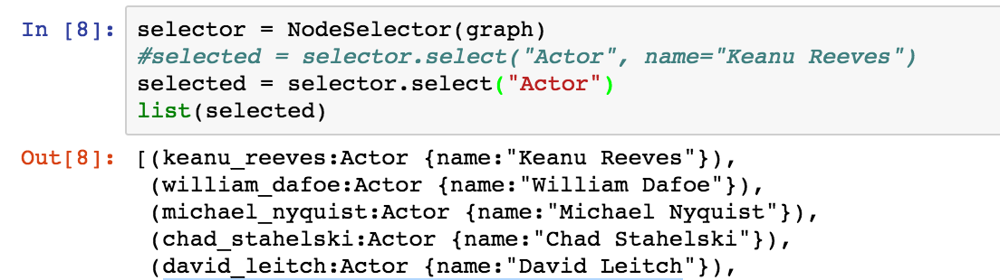 In [8]: selector = NodeSelector(graph)
#selected = selector.select("Actor", name="Keanu Reeves")
selected = selector.select("Actor")
list(selected)
Out[8]: [(keanu_reeves:Actor {name:"Keanu Reeves"}),
(william_dafoe:Actor {name:"William Dafoe"}),
(michael_nyquist:Actor {name:"Michael Nyquist"}),
(chad_stahelski:Actor {name:"Chad Stahelski"}),
(david_leitch:Actor {name:"David Leitch"}),